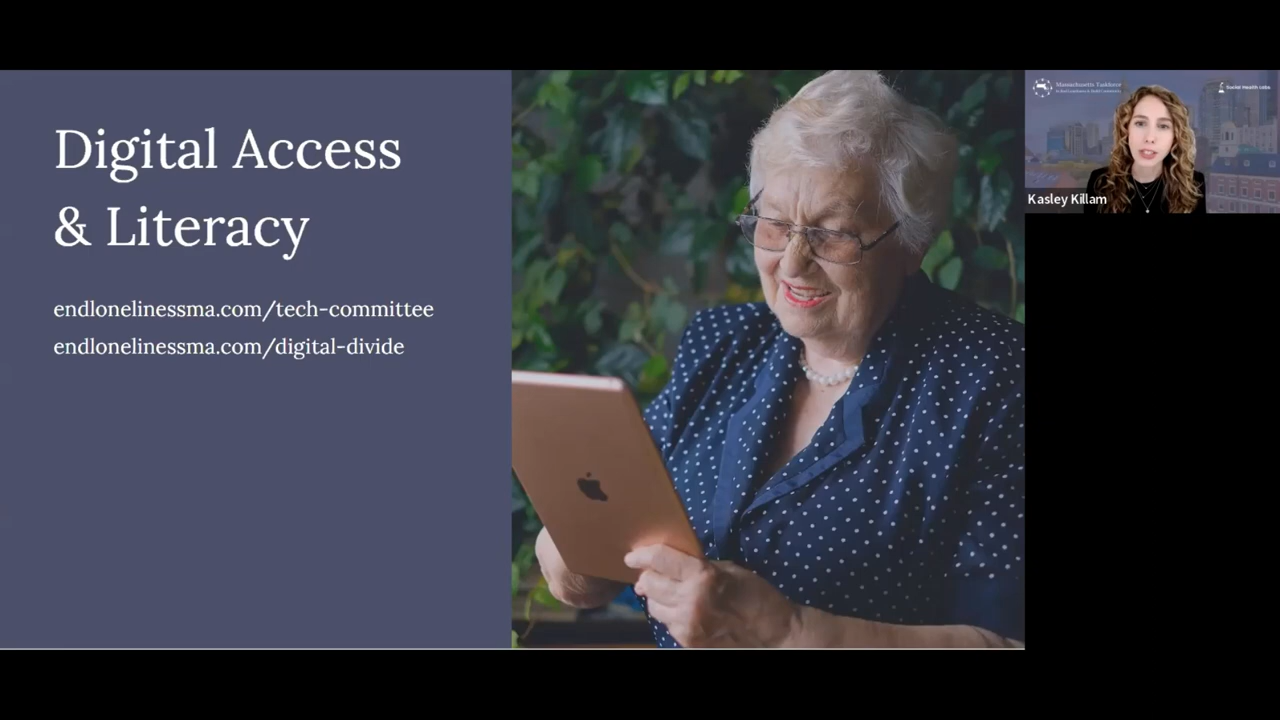 Digital Access
& Literacy
endlonelinessma.com/tech-committee
endlonelinessma.com/digital-divide
Massachusetts Taskforce
Social Health Labs
Kasley Killam